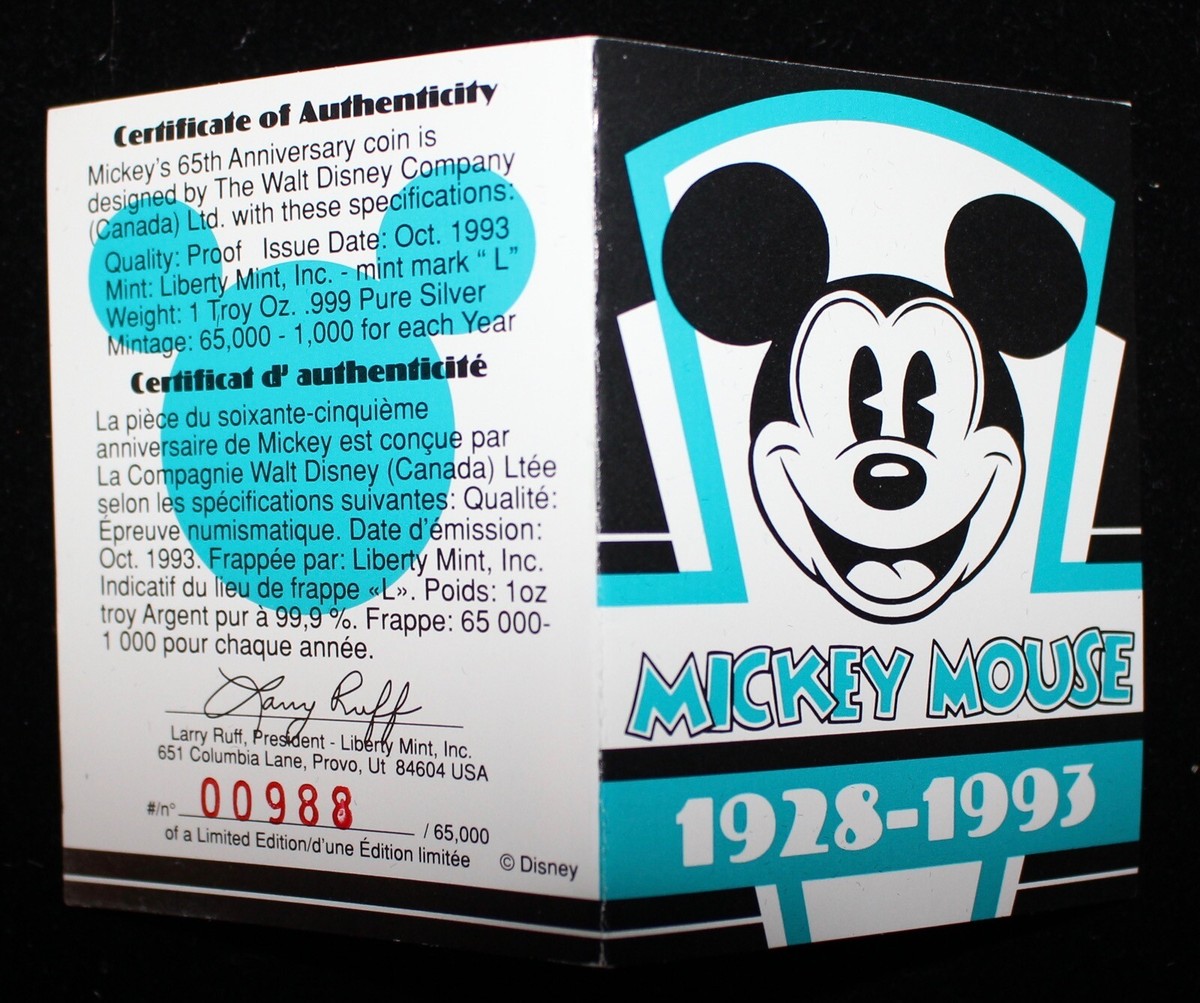 Certificate of Authenticity
Mickey's 65th Anniversary coin is
designed by The Walt Disney Company
(Canada) Ltd. with these specifications:
Quality: Proof Issue Date: Oct. 1993
Mint: Liberty Mint, Inc. - mint mark “ L”
Weight: 1 Troy Oz. .999 Pure Silver
Mintage: 65,000 - 1,000 for each Year
Certificat d' authenticité
La pièce du soixante-cinquième
anniversaire de Mickey est conçue par
La Compagnie Walt Disney (Canada) Ltée
selon les spécifications suivantes: Qualité:
Épreuve numismatique. Date d'émission:
Oct. 1993. Frappée par: Liberty Mint, Inc.
Indicatif du lieu de frappe «L». Poids: 1oz
troy Argent pur à 99,9 %. Frappe: 65 000-
1 000 pour chaque année.
Larry Ruff
Larry Ruff, President - Liberty Mint, Inc.
651 Columbia Lane, Provo, Ut 84604 USA
#/n° 00988 / 65,000
of a Limited Edition/d'une Édition limitée
© Disney
MICKEY MOUSE
1928-1993